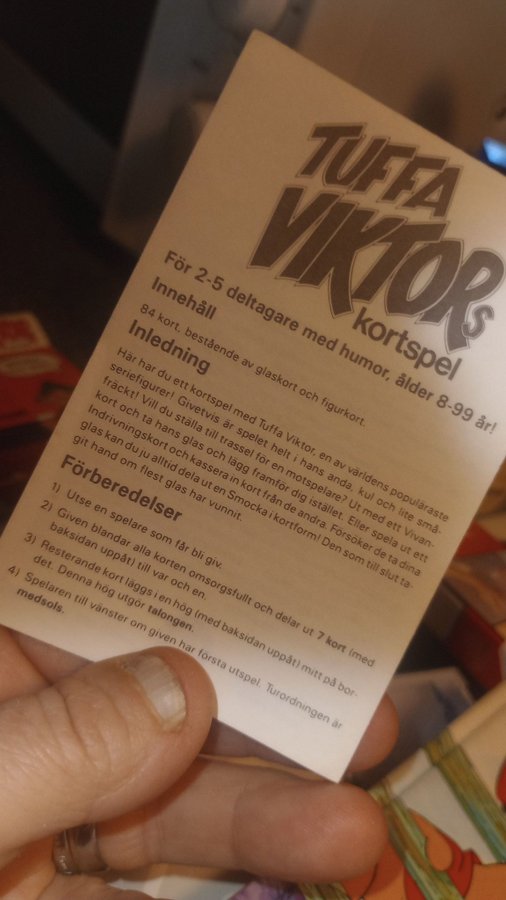 TUFFA
VIKTORs
kortspel
För 2-5 deltagare med humor, ålder 8-99 år!
Innehåll
84 kort, bestående av glaskort och figurkort.
Inledning
Här har du ett kortspel med Tuffa Viktor, en av världens populäraste
seriefigurer! Givetvis är spelet helt i hans anda, kul och lite små-
fräckt! Vill du ställa till trassel för en motspelare? Ut med ett Vivan-
kort och ta hans glas och lägg framför dig istället. Eller spela ut ett
Indrivningskort och kassera in kort från de andra. Försöker de ta dina
glas kan du ju alltid dela ut en Smocka i kortform! Den som till slut ta-
git hand om flest glas har vunnit.
Förberedelser
1) Utse en spelare som får bli giv.
2) Given blandar alla korten omsorgsfullt och delar ut 7 kort (med
baksidan uppåt) till var och en.
3) Resterande kort läggs i en hög (med baksidan uppåt) mitt på bor-
det. Denna hög utgör talongen.
4) Spelaren till vänster om given har första utspel. Turordningen är
medsols.